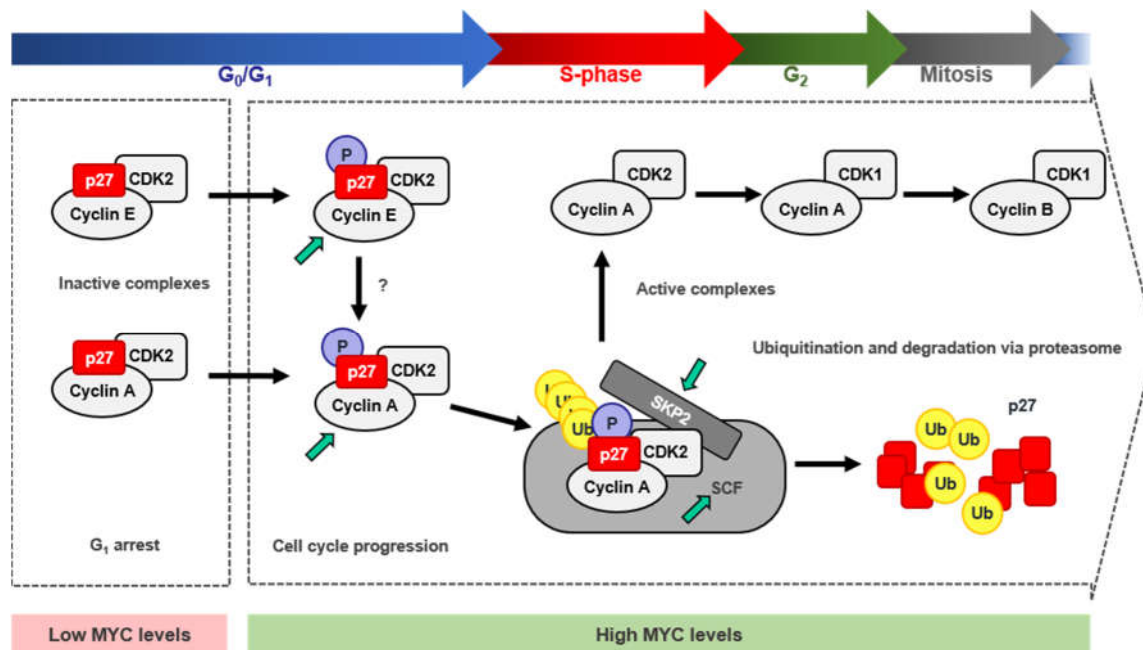 G0/G1
S-phase
G2
Mitosis
p27
CDK2
Cyclin E
P
p27
CDK2
Cyclin E
CDK2
Cyclin A
CDK1
Cyclin A
CDK1
Cyclin B
Inactive complexes
?
Active complexes
p27
CDK2
Cyclin A
P
p27
CDK2
Cyclin A
Ubiquitination and degradation via proteasome
SKP2
Ub
P
p27
CDK2
Cyclin A
SCF
p27
Ub
Ub
Ub
Ub
G1 arrest
Cell cycle progression
Low MYC levels
High MYC levels